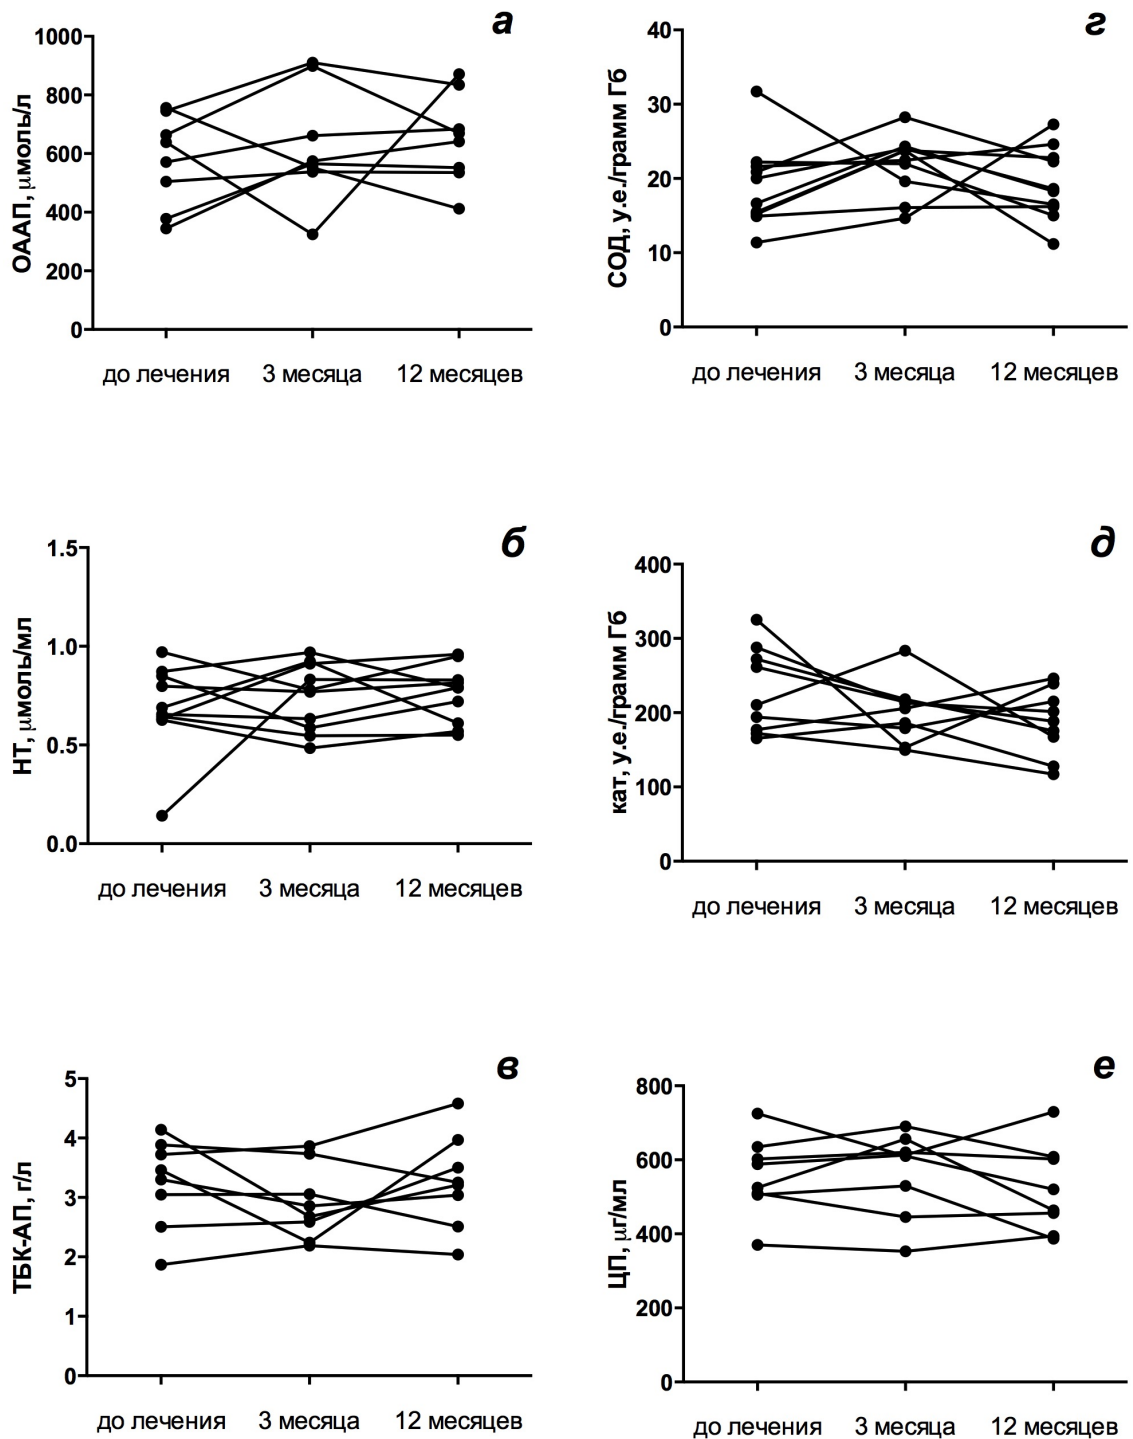 а
ОААП, μмоль/л
1000
800
600
400
200
0
до лечения 3 месяца 12 месяцев
г
СОД, у.е./грамм Гб
40
30
20
10
0
до лечения 3 месяца 12 месяцев
б
НТ, μмоль/мл
1.5
1.0
0.5
0.0
до лечения 3 месяца 12 месяцев
д
кат, у.е./грамм Гб
400
300
200
100
0
до лечения 3 месяца 12 месяцев
в
ТБК-АП, г/л
5
4
3
2
1
0
до лечения 3 месяца 12 месяцев
е
ЦП, μг/мл
800
600
400
200
0
до лечения 3 месяца 12 месяцев